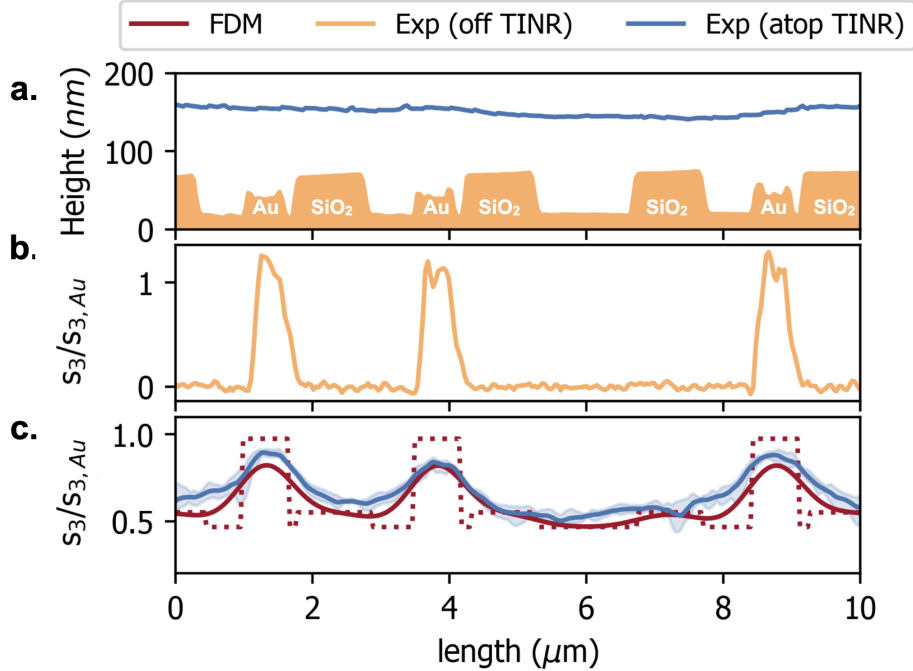 FDM Exp (off TINR) Exp (atop TINR)
a.
Height (nm)
200
100
0
Au SiO₂ Au SiO₂ SiO₂ Au SiO₂
b.
s₃/s₃,Au
1
0
c.
s₃/s₃,Au
1.0
0.5
0 2 4 6 8 10
length (μm)